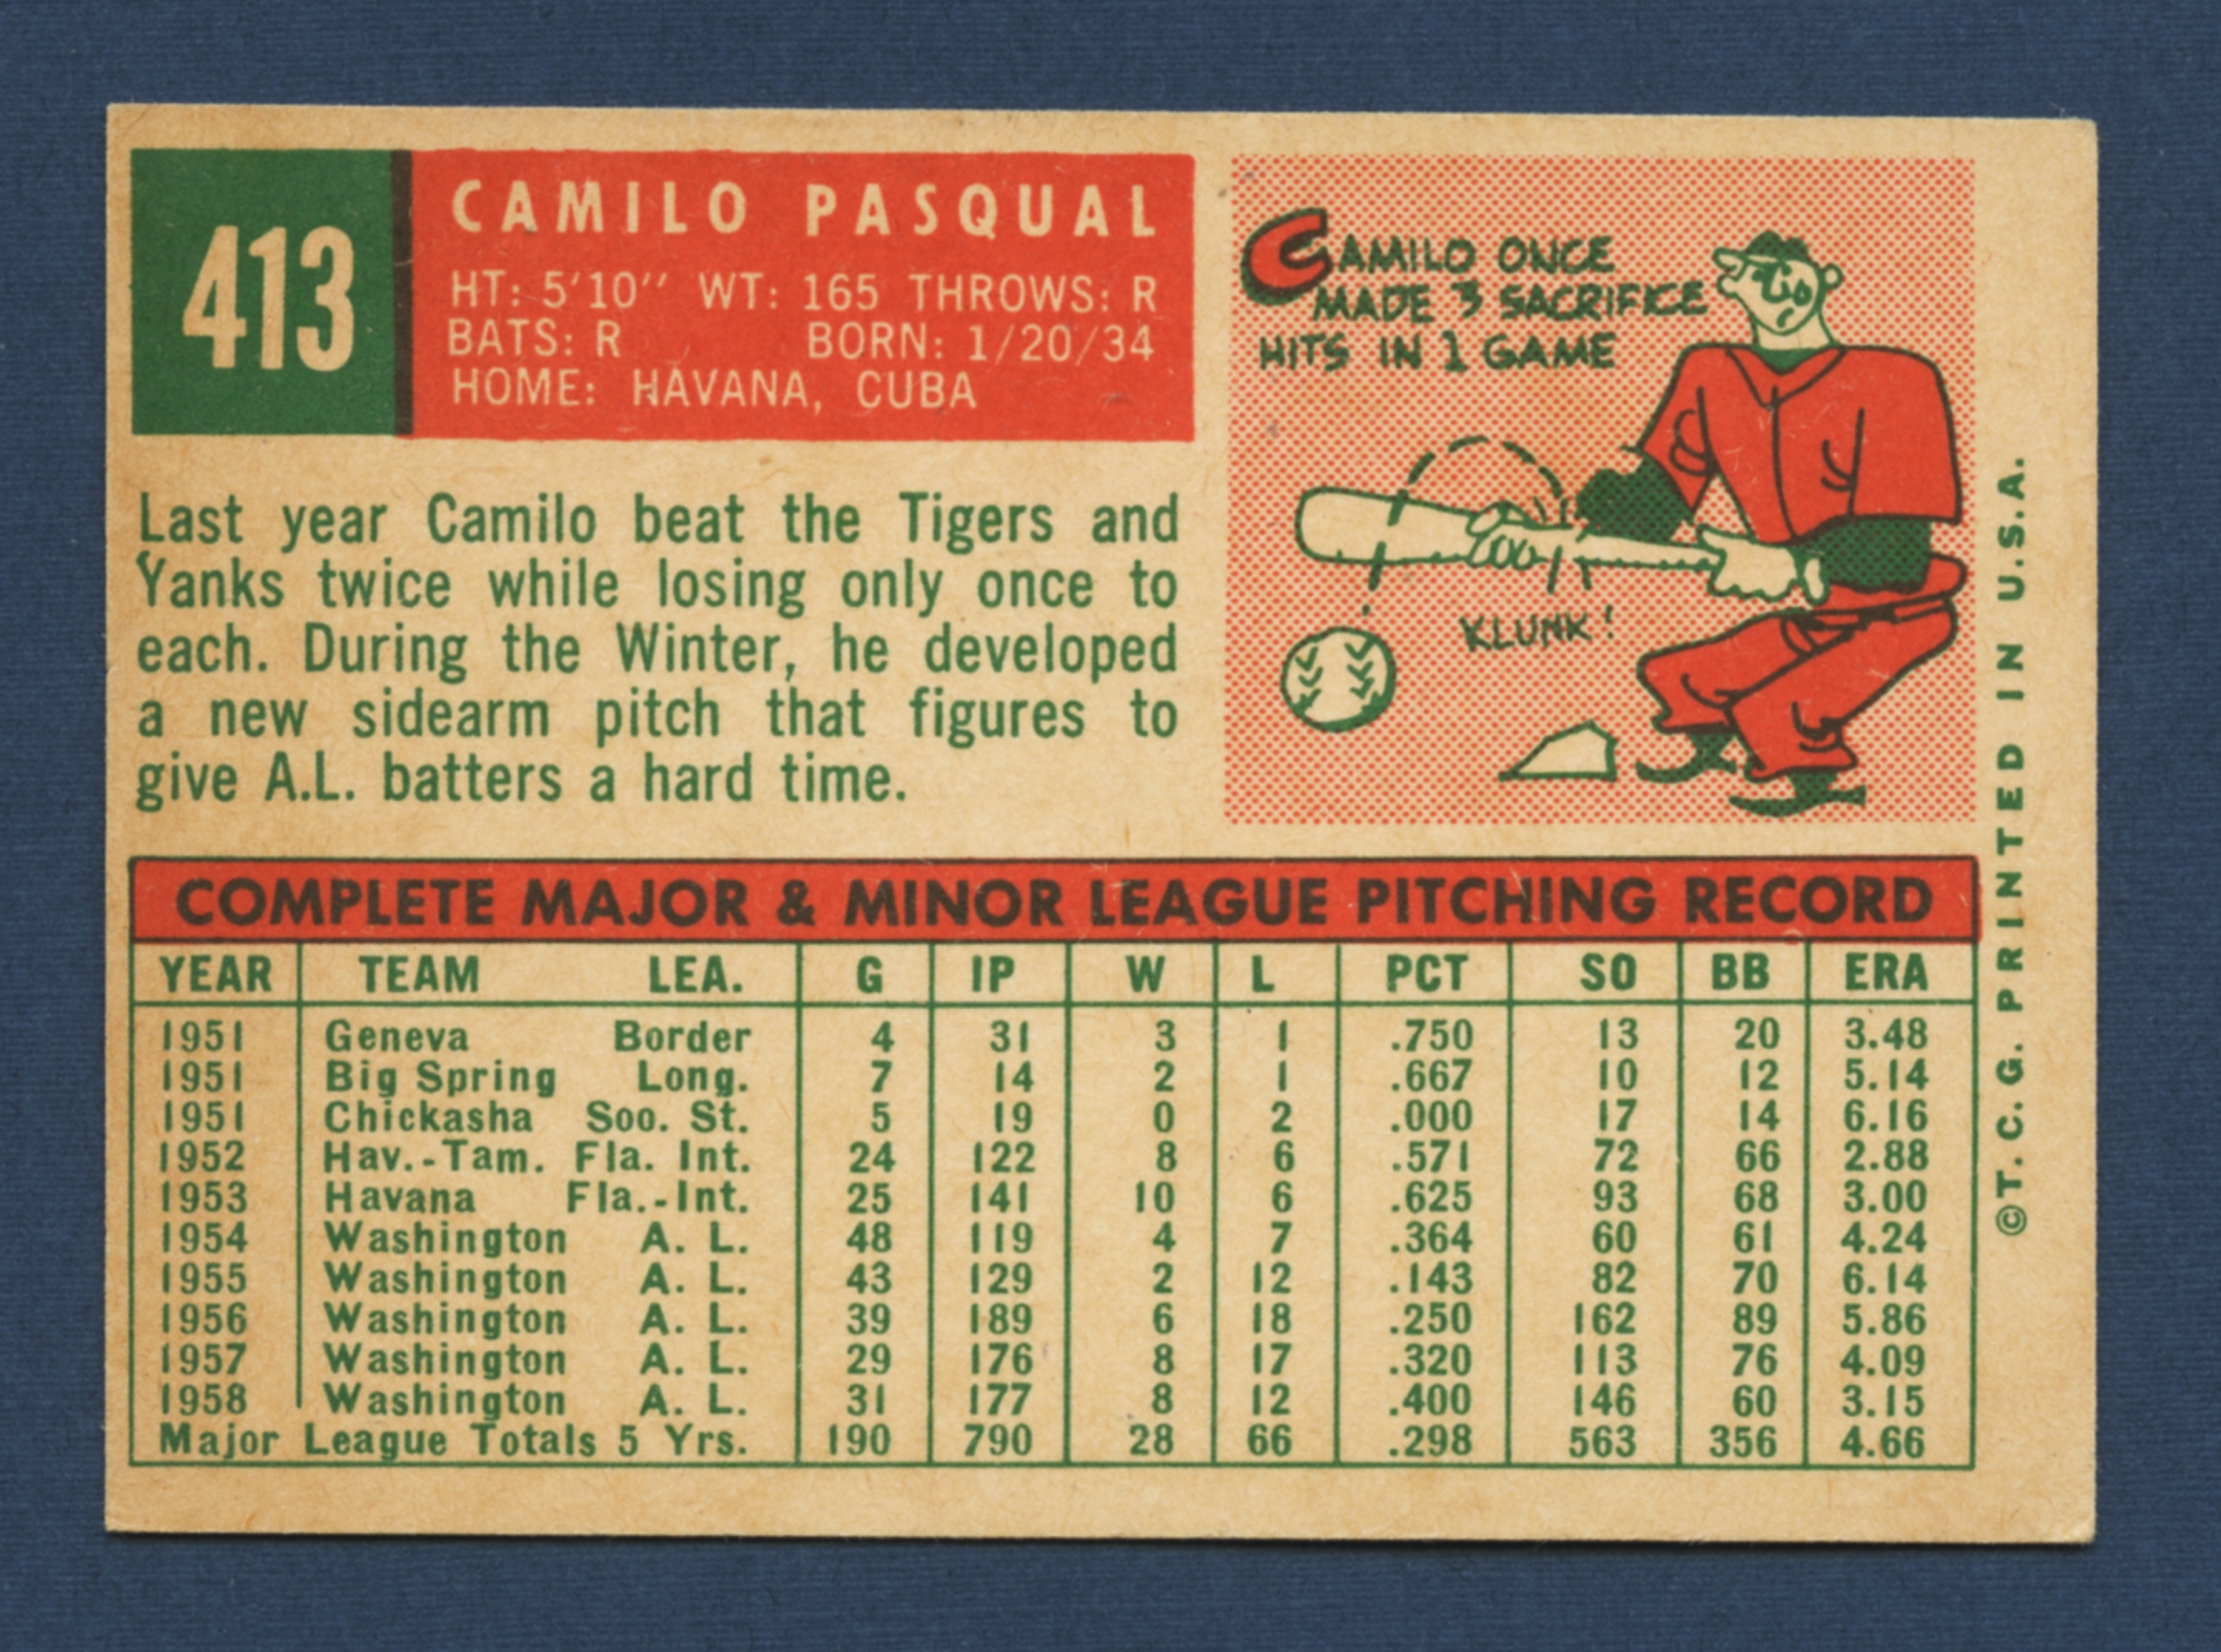 413
CAMILO PASQUAL
HT: 5'10" WT: 165 THROWS: R
BATS: R BORN: 1/20/34
HOME: HAVANA, CUBA
CAMILO ONCE
MADE 3 SACRIFICE
HITS IN 1 GAME
KLUNK!
Last year Camilo beat the Tigers and
Yanks twice while losing only once to
each. During the Winter, he developed
a new sidearm pitch that figures to
give A.L. batters a hard time.
COMPLETE MAJOR & MINOR LEAGUE PITCHING RECORD
YEAR TEAM LEA. G IP W L PCT SO BB ERA
1951 Geneva Border 4 31 3 1 .750 13 20 3.48
1951 Big Spring Long. 7 14 2 1 .667 10 12 5.14
1951 Chickasha Soo. St. 5 19 0 2 .000 17 14 6.16
1952 Hav.-Tam. Fla. Int. 24 122 8 6 .571 72 66 2.88
1953 Havana Fla.-Int. 25 141 10 6 .625 93 68 3.00
1954 Washington A. L. 48 119 4 7 .364 60 61 4.24
1955 Washington A. L. 43 129 2 12 .143 82 70 6.14
1956 Washington A. L. 39 189 6 18 .250 162 89 5.86
1957 Washington A. L. 29 176 8 17 .320 113 76 4.09
1958 Washington A. L. 31 177 8 12 .400 146 60 3.15
Major League Totals 5 Yrs. 190 790 28 66 .298 563 356 4.66
©T. C. G. PRINTED IN U.S.A.